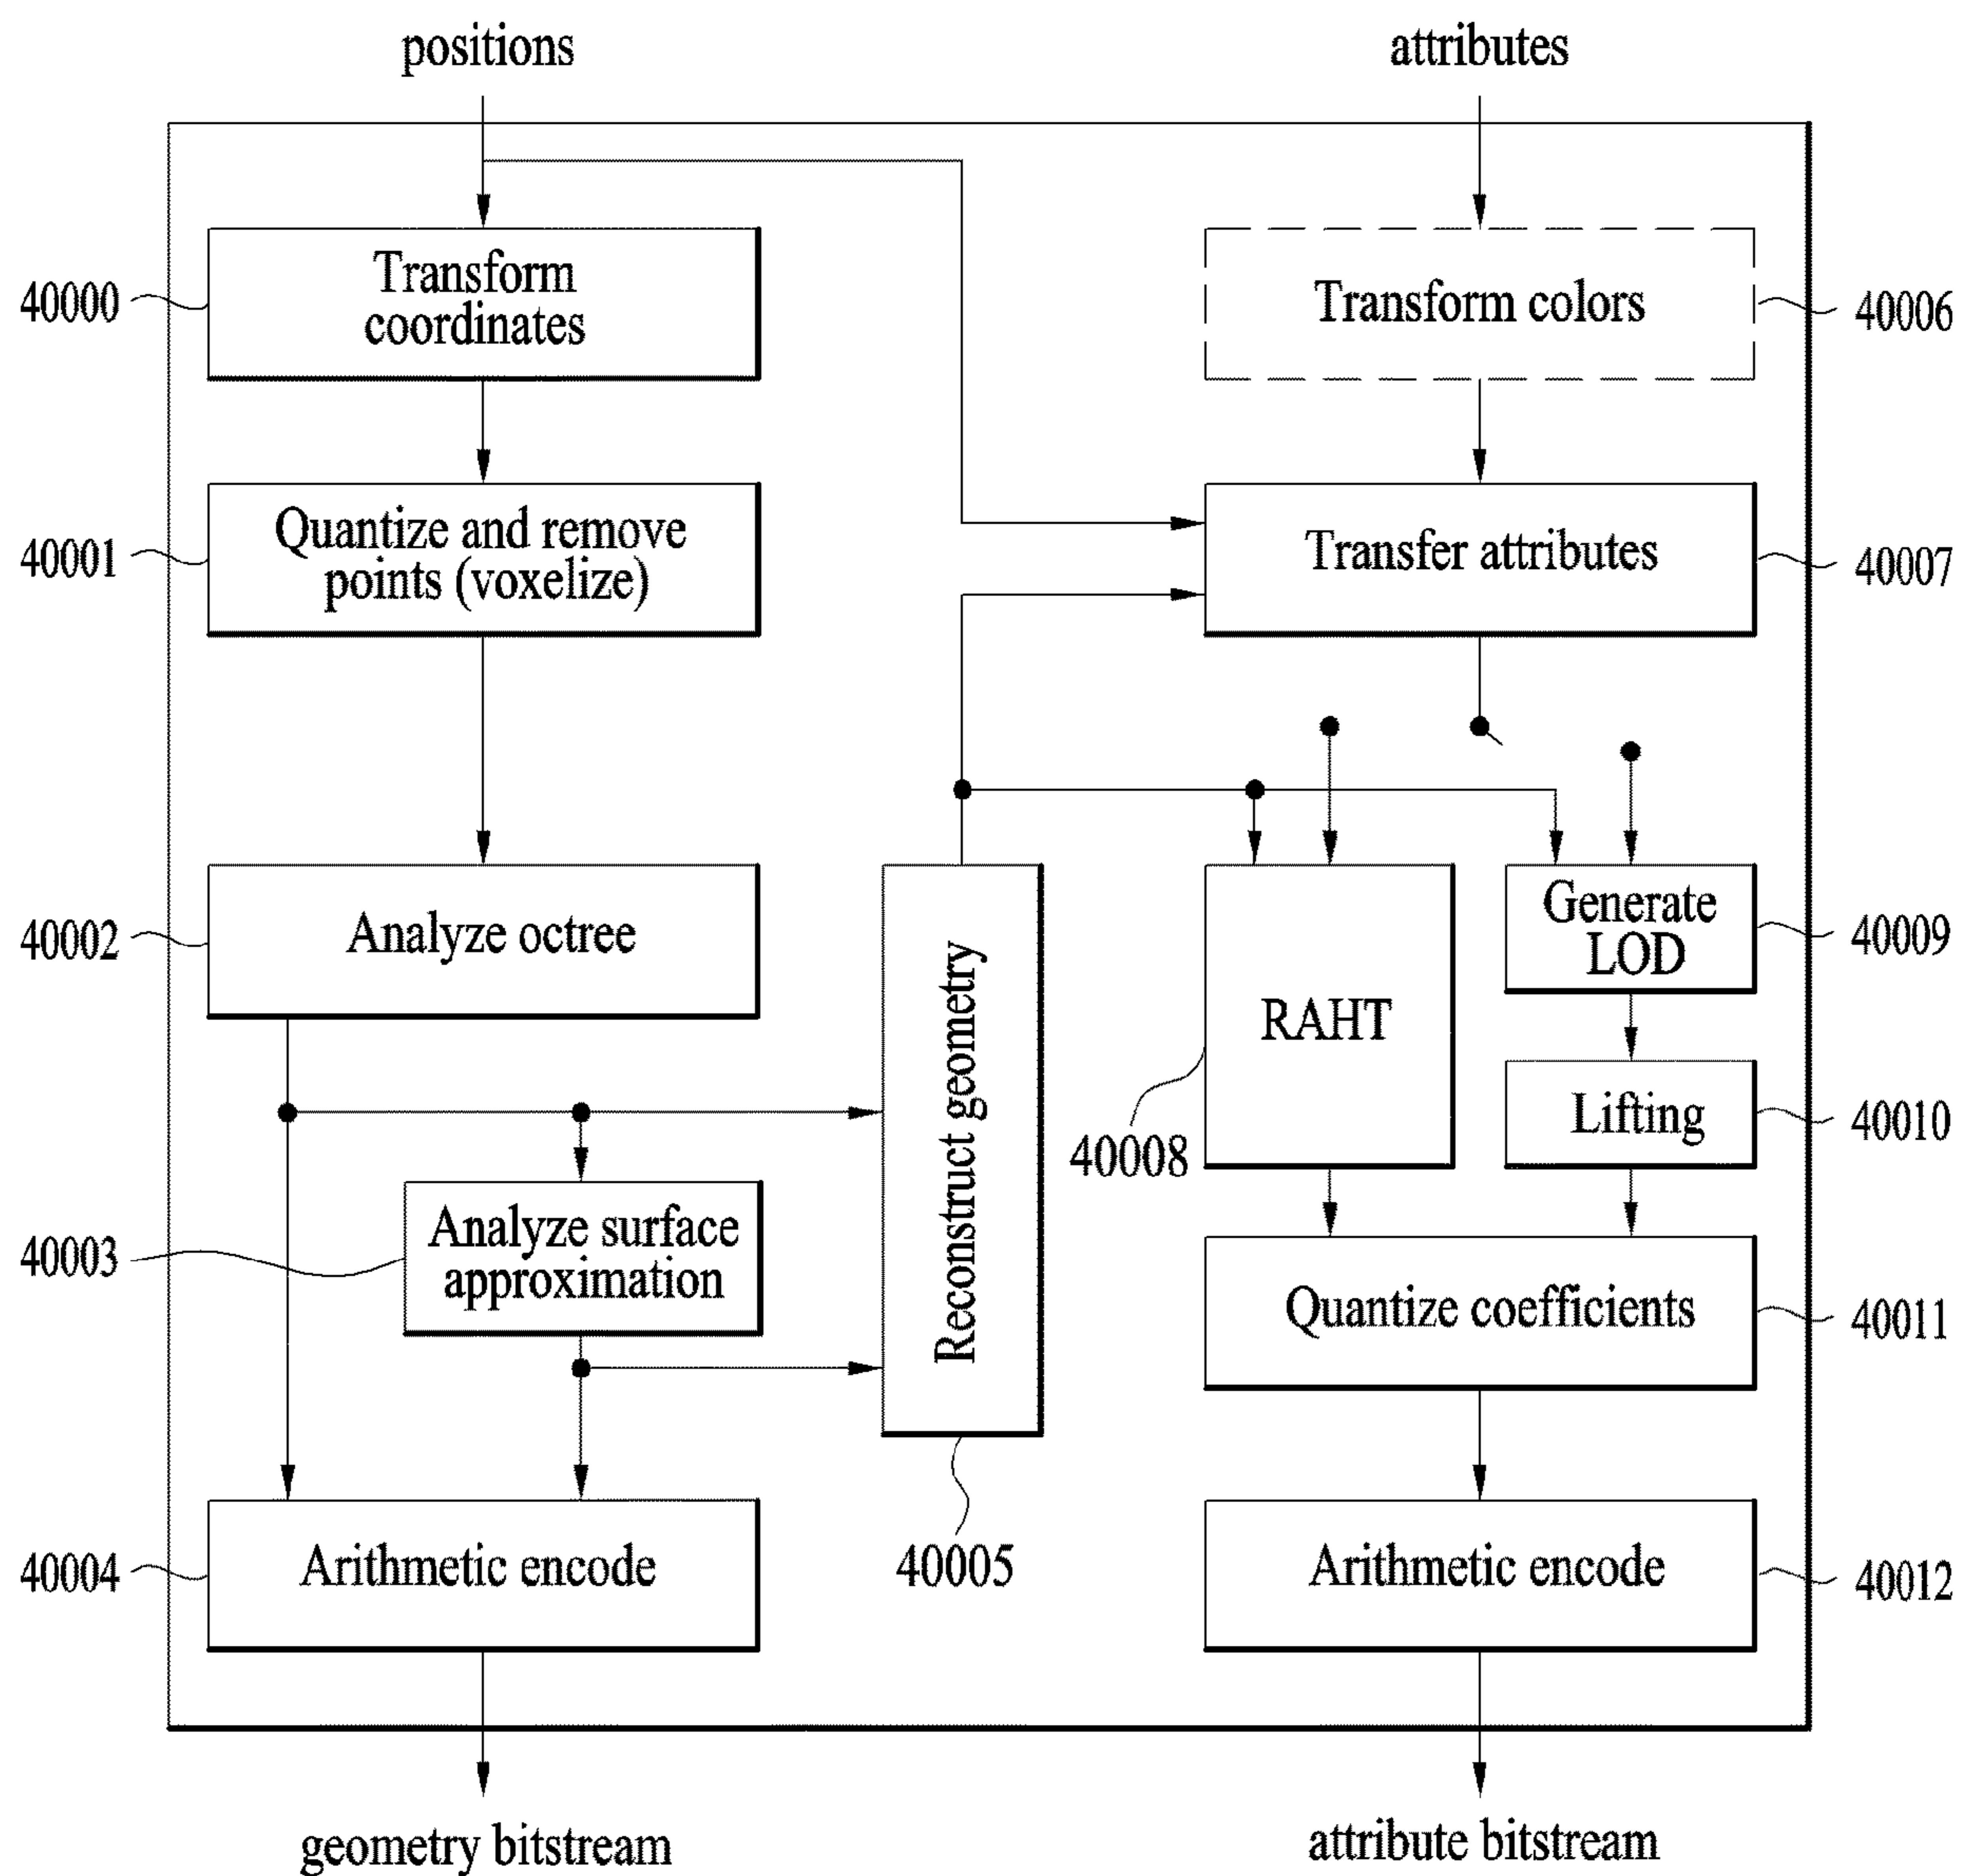 positions
attributes
40000
Transform
coordinates
Transform colors
40006
40001
Quantize and remove
points (voxelize)
Transfer attributes
40007
40002
Analyze octree
Reconstruct geometry
40005
RAHT
40008
Generate
LOD
40009
Lifting
40010
40003
Analyze surface
approximation
Quantize coefficients
40011
40004
Arithmetic encode
Arithmetic encode
40012
geometry bitstream
attribute bitstream